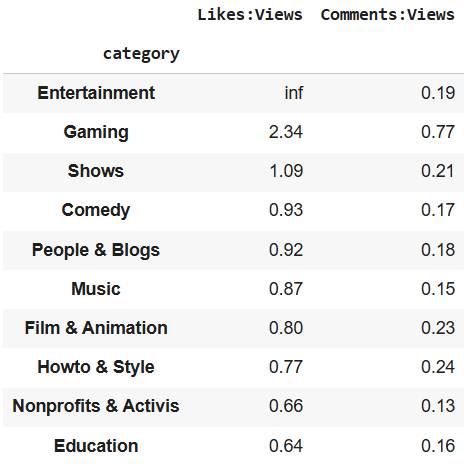 Likes:Views Comments:Views
category
Entertainment inf 0.19
Gaming 2.34 0.77
Shows 1.09 0.21
Comedy 0.93 0.17
People & Blogs 0.92 0.18
Music 0.87 0.15
Film & Animation 0.80 0.23
Howto & Style 0.77 0.24
Nonprofits & Activis 0.66 0.13
Education 0.64 0.16